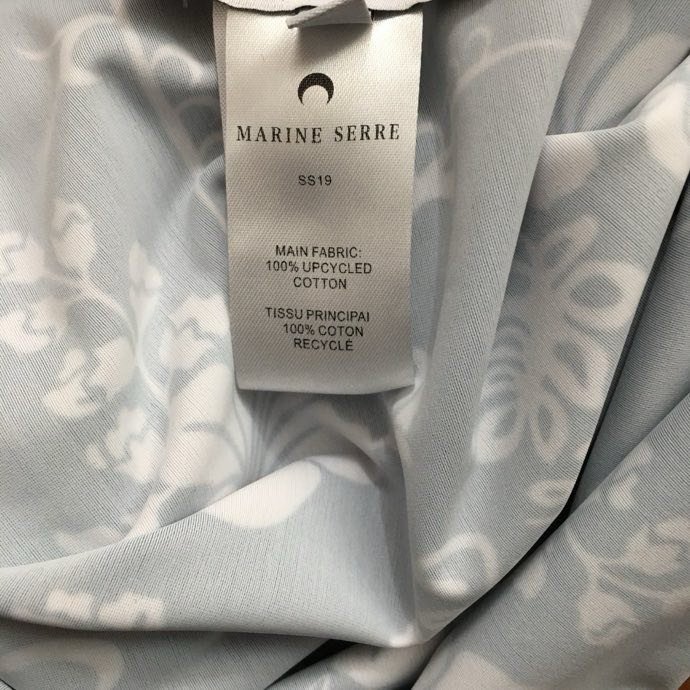 MARINE SERRE
SS19
MAIN FABRIC:
100% UPCYCLED
COTTON
TISSU PRINCIPAI
100% COTON
RECYCLÉ